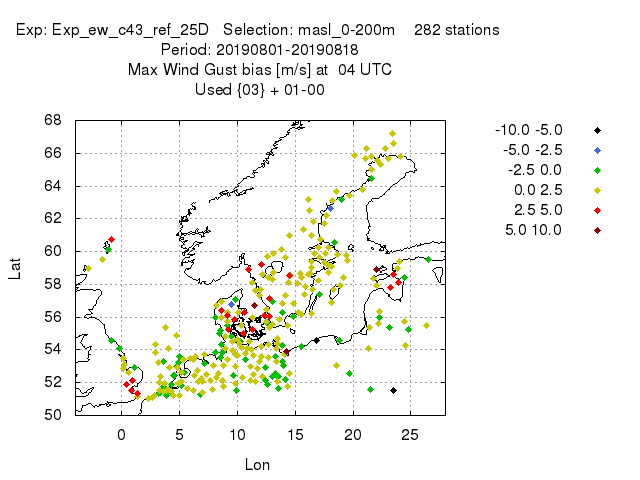 Exp: Exp_ew_c43_ref_25D   Selection: masl_0-200m    282 stations
Period: 20190801-20190818
Max Wind Gust bias [m/s] at  04 UTC
Used {03} + 01-00
68
66
64
62
60
58
56
54
52
50
Lat
0 5 10 15 20 25
Lon
-10.0 -5.0
-5.0 -2.5
-2.5 0.0
0.0 2.5
2.5 5.0
5.0 10.0